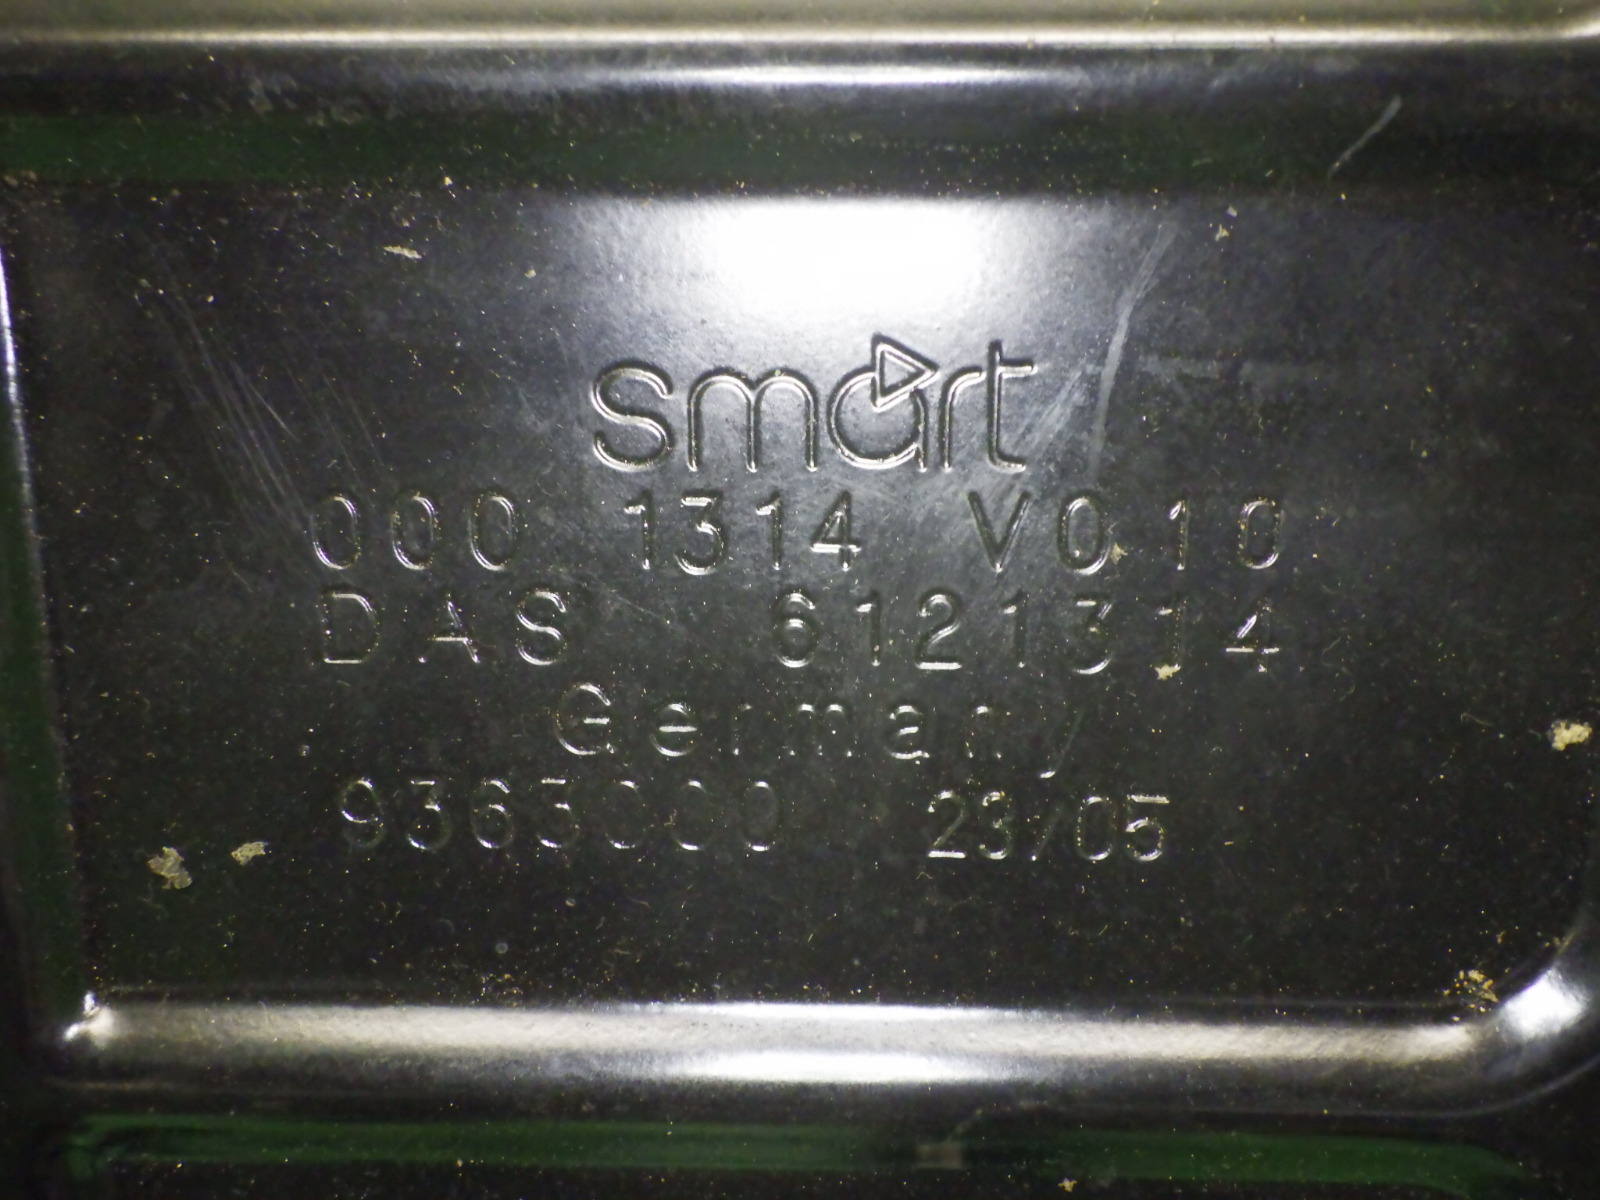 smart
000 1314 V010
DAS 6121314
Germany
9363000 23/05